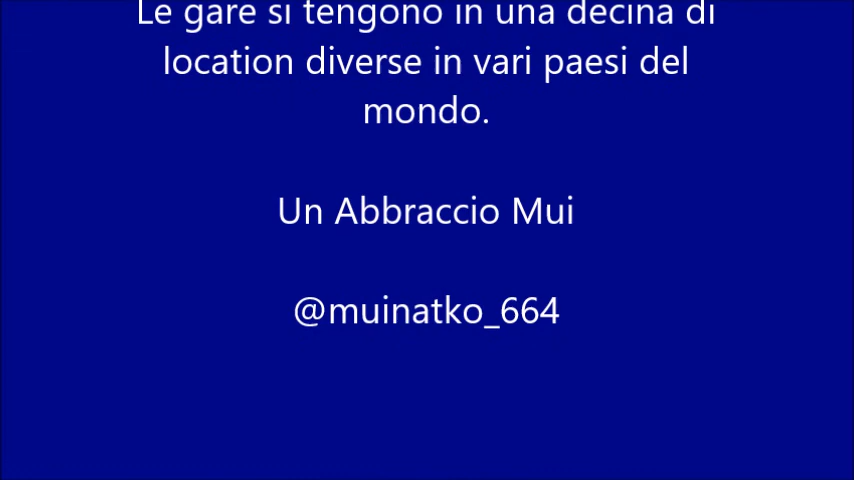 Le gare si tengono in una decina di
location diverse in vari paesi del
mondo.
Un Abbraccio Mui
@muinatko_664